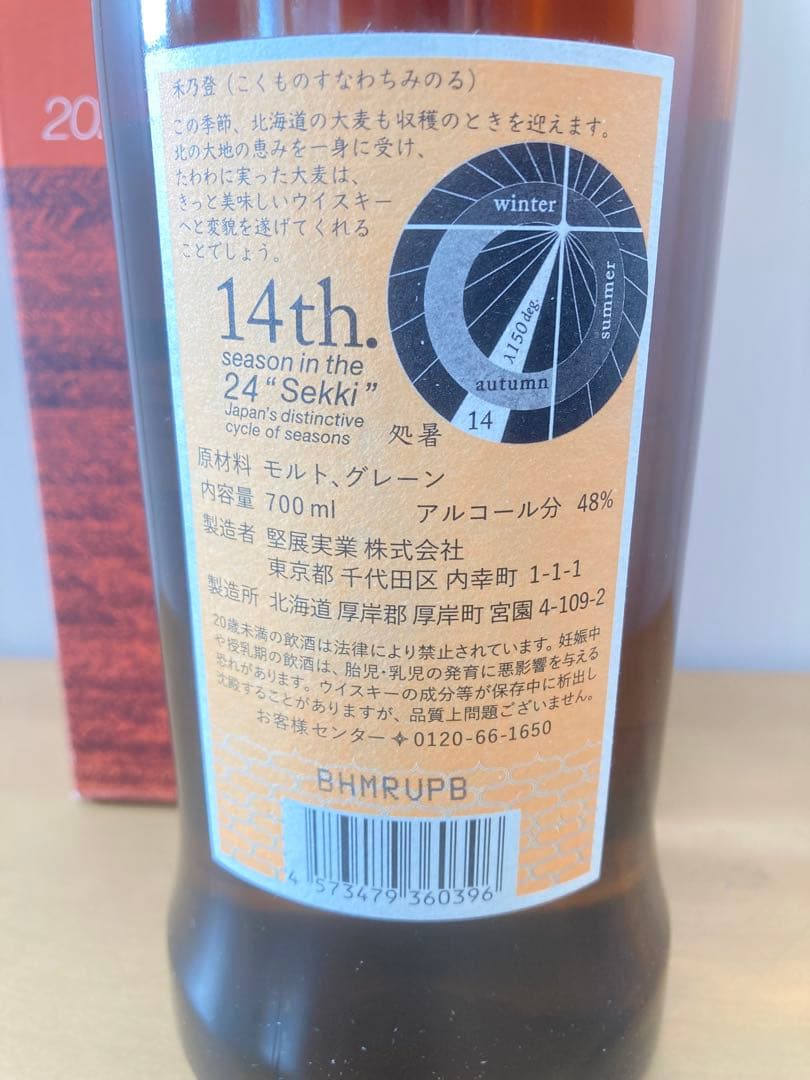 20
禾乃登（こくものすなわちみのる）
この季節、北海道の大麦も収穫のときを迎えます。
北の大地の恵みを一身に受け、
たわわに実った大麦は、
きっと美味しいウイスキー
へと変貌を遂げてくれる
ことでしょう。
winter
summer
autumn
λ150 deg.
14
14th.
season in the
24 “Sekki”
Japan's distinctive
cycle of seasons
処暑
原材料 モルト、グレーン
内容量 700 ml アルコール分 48%
製造者 堅展実業 株式会社
東京都 千代田区 内幸町 1-1-1
製造所 北海道 厚岸郡 厚岸町 宮園 4-109-2
20歳未満の飲酒は法律により禁止されています。妊娠中
や授乳期の飲酒は、胎児・乳児の発育に悪影響を与える
恐れがあります。ウイスキーの成分等が保存中に析出し
沈殿することがありますが、品質上問題ございません。
お客様センター✧0120-66-1650
BHMRUPB
4 573479 360396